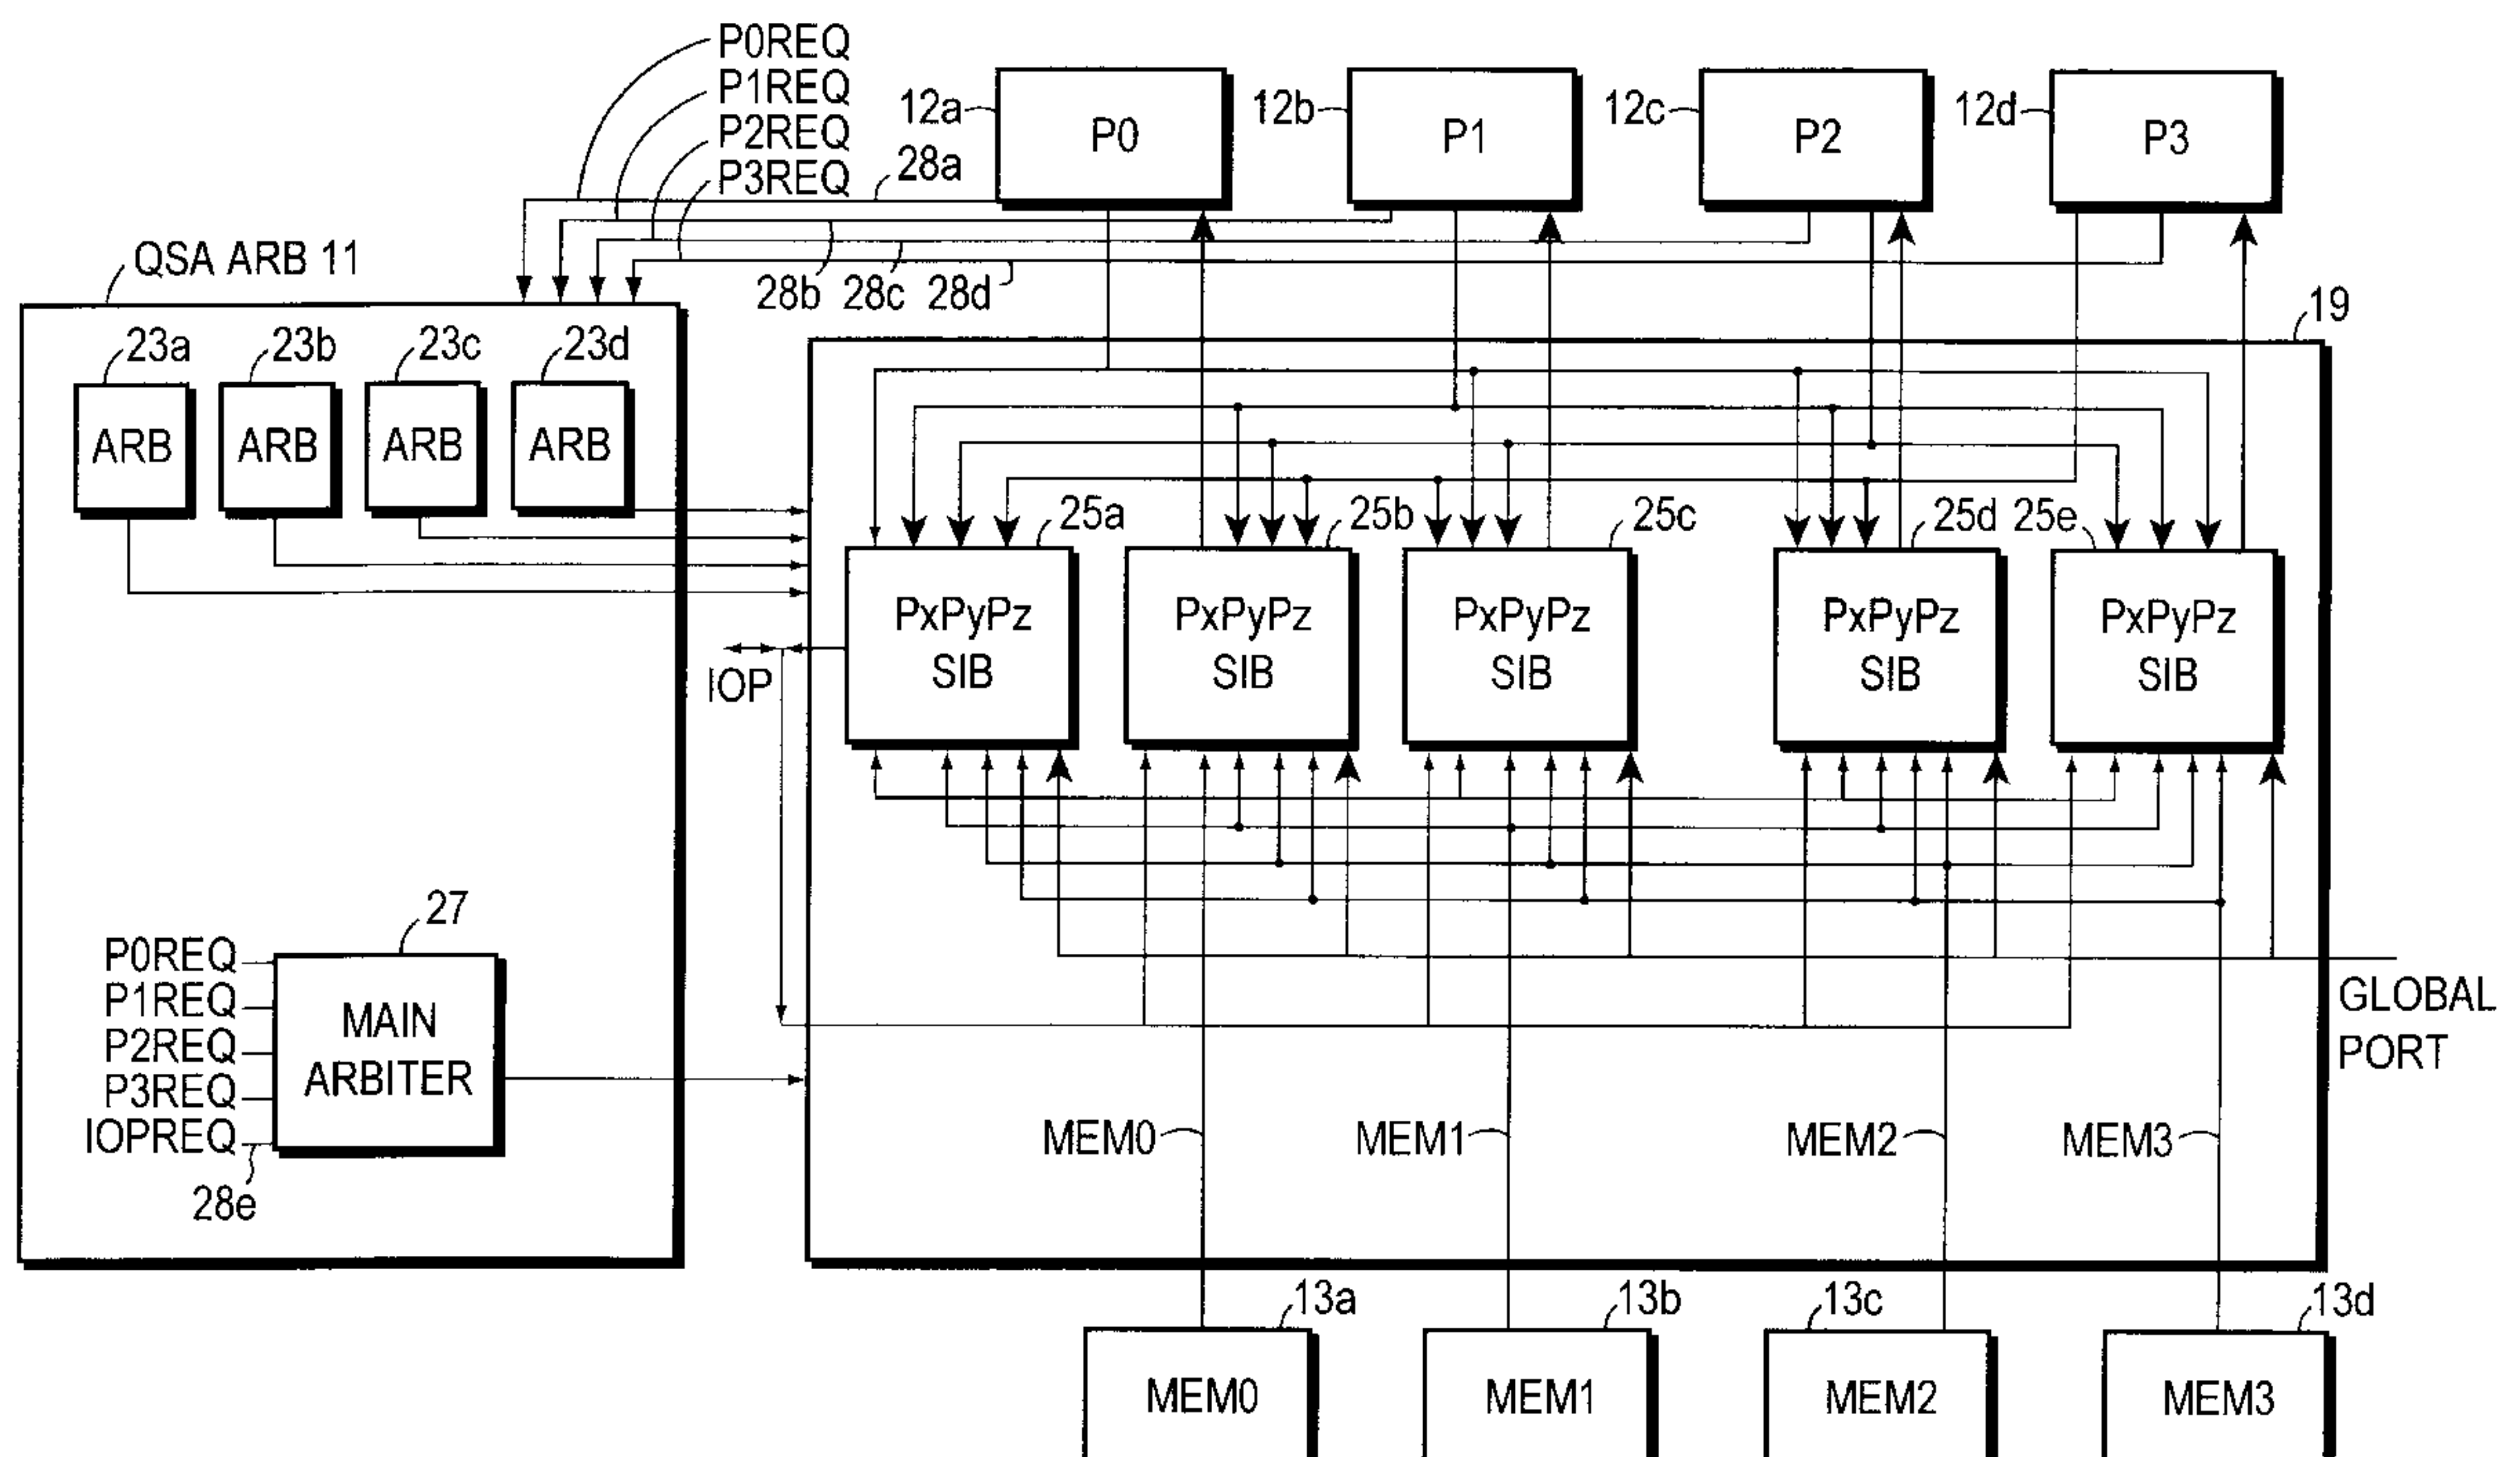 P0REQ
P1REQ
P2REQ
P3REQ
28a
12a
P0
12b
P1
12c
P2
12d
P3
QSA ARB 11
28b 28c 28d
19
23a 23b 23c 23d
ARB ARB ARB ARB
25a 25b 25c 25d 25e
PxPyPz
SIB
PxPyPz
SIB
PxPyPz
SIB
PxPyPz
SIB
PxPyPz
SIB
IOP
27
P0REQ
P1REQ
P2REQ
P3REQ
IOPREQ
28e
MAIN
ARBITER
GLOBAL
PORT
MEM0 MEM1 MEM2 MEM3
13a 13b 13c 13d
MEM0 MEM1 MEM2 MEM3